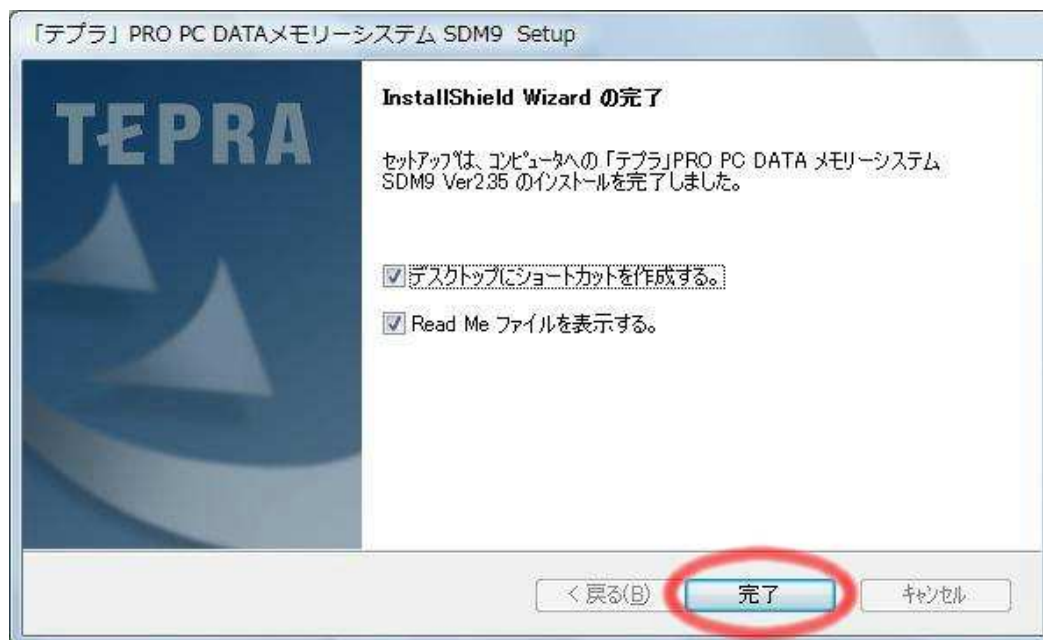 「テプラ」PRO PC DATAメモリーシステム SDM9 Setup
TEPRA
InstallShield Wizard の完了
セットアップは、コンピュータへの「テプラ」PRO PC DATA メモリーシステム
SDM9 Ver2.35 のインストールを完了しました。
デスクトップにショートカットを作成する。
Read Me ファイルを表示する。
< 戻る(B)
完了
キャンセル